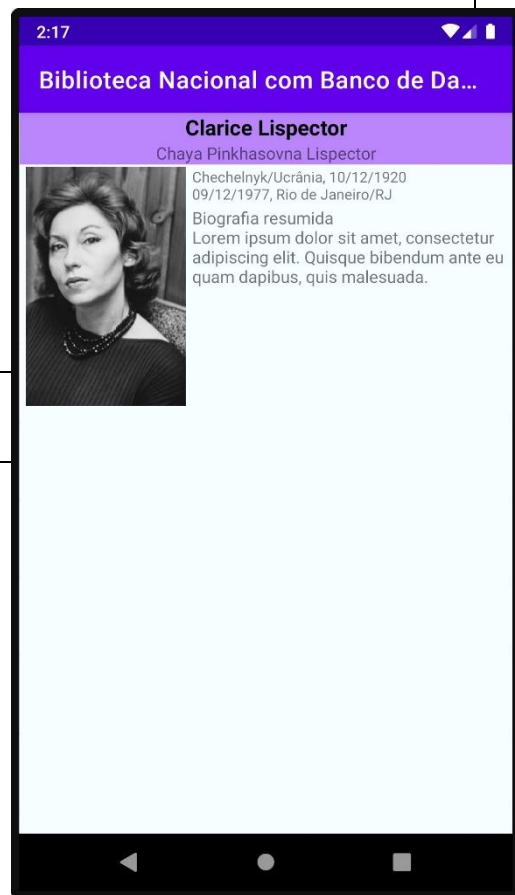 2:17
Biblioteca Nacional com Banco de Da...
Clarice Lispector
Chaya Pinkhasovna Lispector
Chechelnyk/Ucrânia, 10/12/1920
09/12/1977, Rio de Janeiro/RJ
Biografia resumida
Lorem ipsum dolor sit amet, consectetur
adipiscing elit. Quisque bibendum ante eu
quam dapibus, quis malesuada.